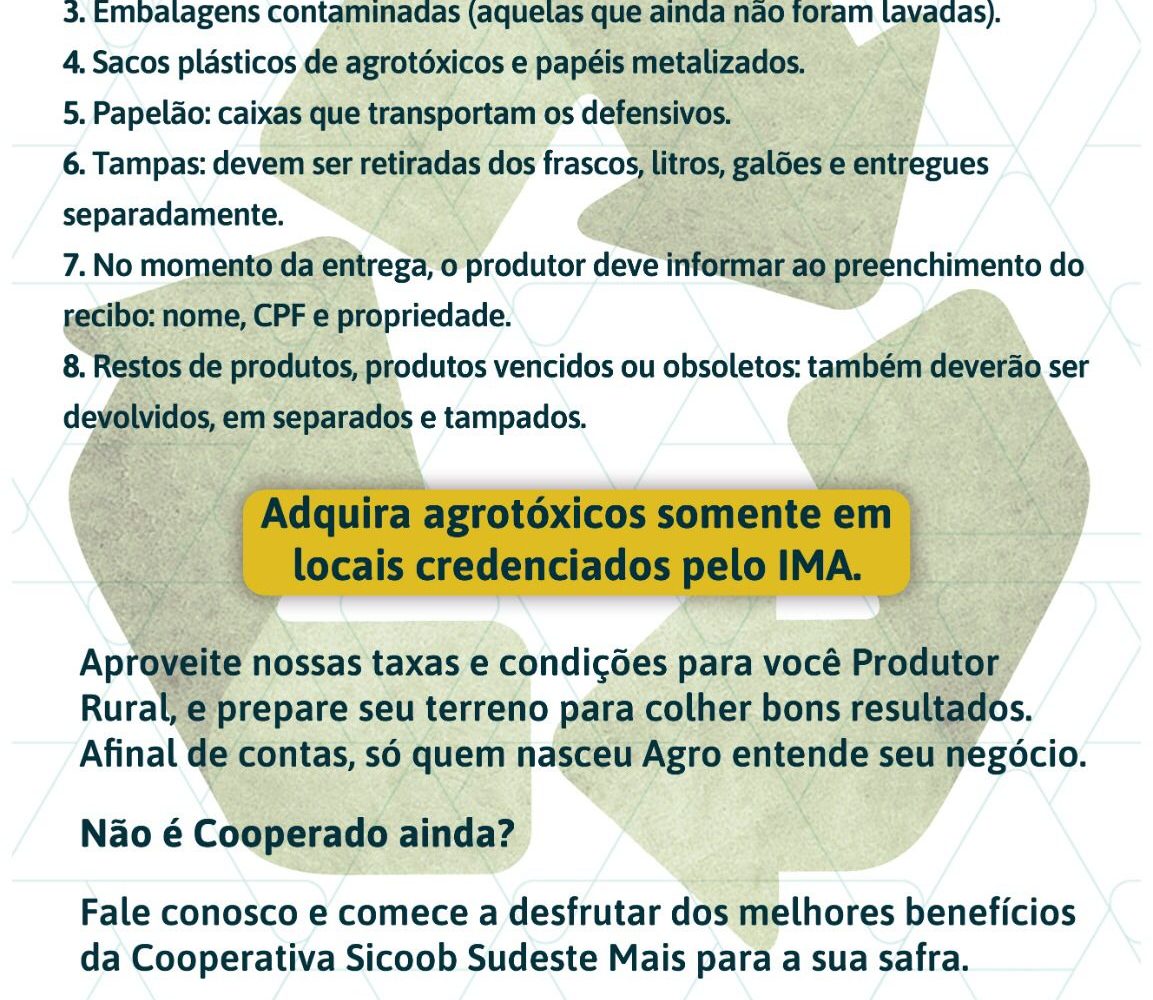 3. Embalagens contaminadas (aquelas que ainda não foram lavadas).
4. Sacos plásticos de agrotóxicos e papéis metalizados.
5. Papelão: caixas que transportam os defensivos.
6. Tampas: devem ser retiradas dos frascos, litros, galões e entregues
separadamente.
7. No momento da entrega, o produtor deve informar ao preenchimento do
recibo: nome, CPF e propriedade.
8. Restos de produtos, produtos vencidos ou obsoletos: também deverão ser
devolvidos, em separados e tampados.
Adquira agrotóxicos somente em
locais credenciados pelo IMA.
Aproveite nossas taxas e condições para você Produtor
Rural, e prepare seu terreno para colher bons resultados.
Afinal de contas, só quem nasceu Agro entende seu negócio.
Não é Cooperado ainda?
Fale conosco e comece a desfrutar dos melhores benefícios
da Cooperativa Sicoob Sudeste Mais para a sua safra.